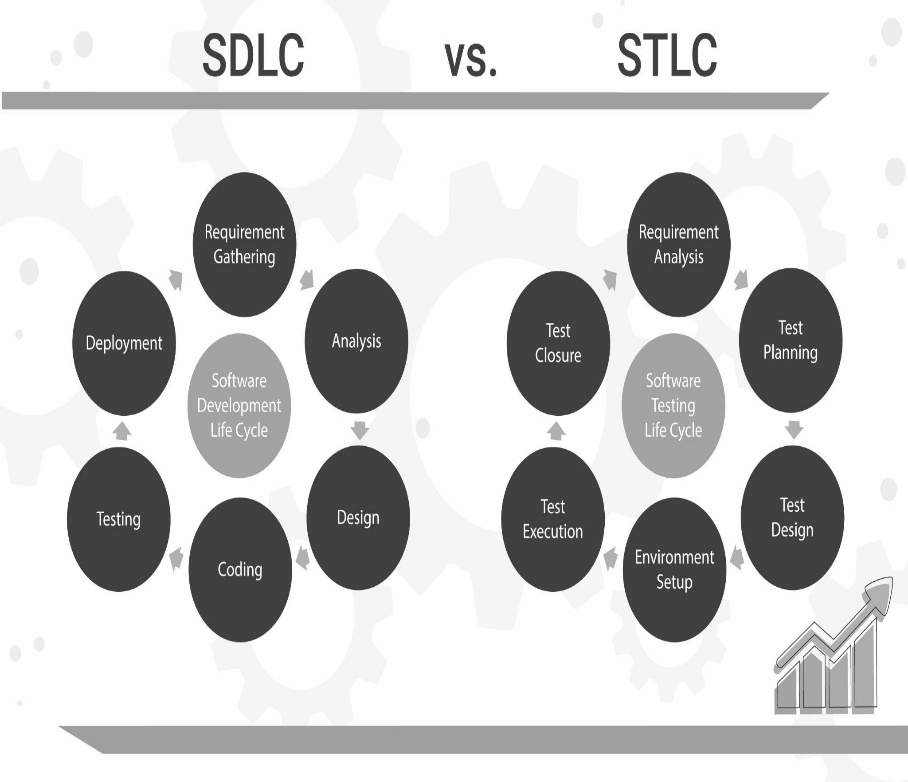 SDLC vs. STLC
Requirement
Gathering
Analysis
Design
Coding
Testing
Deployment
Software
Development
Life Cycle
Requirement
Analysis
Test
Planning
Test
Design
Environment
Setup
Test
Execution
Test
Closure
Software
Testing
Life Cycle